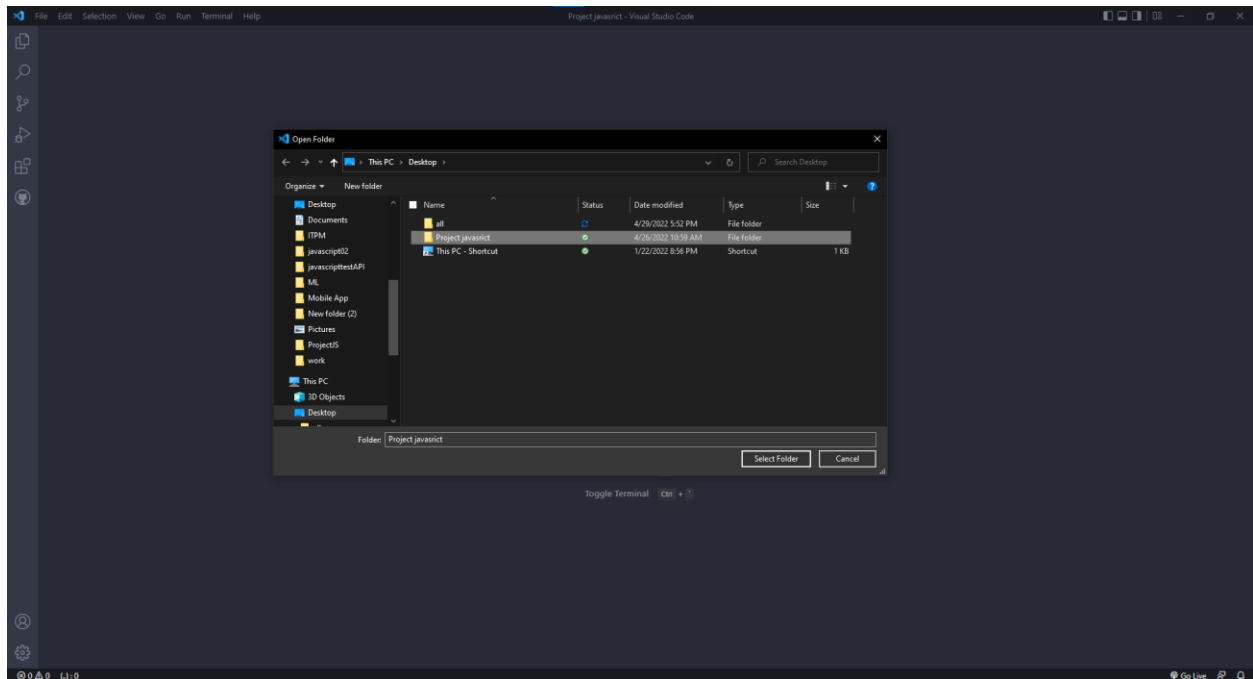 File Edit Selection View Go Run Terminal Help
Project javasrict - Visual Studio Code
Open Folder
This PC > Desktop >
Search Desktop
Organize
New folder
Desktop
Documents
ITPM
javascript02
javascripttestAPI
ML
Mobile App
New folder (2)
Pictures
ProjectJS
work
This PC
3D Objects
Desktop
Name Status Date modified Type Size
all 4/29/2022 5:52 PM File folder
Project javasrict 4/26/2022 10:59 AM File folder
This PC - Shortcut 1/22/2022 8:56 PM Shortcut 1 KB
Folder: Project javasrict
Select Folder Cancel
Toggle Terminal Ctrl + `
0 0 : 0
Go Live